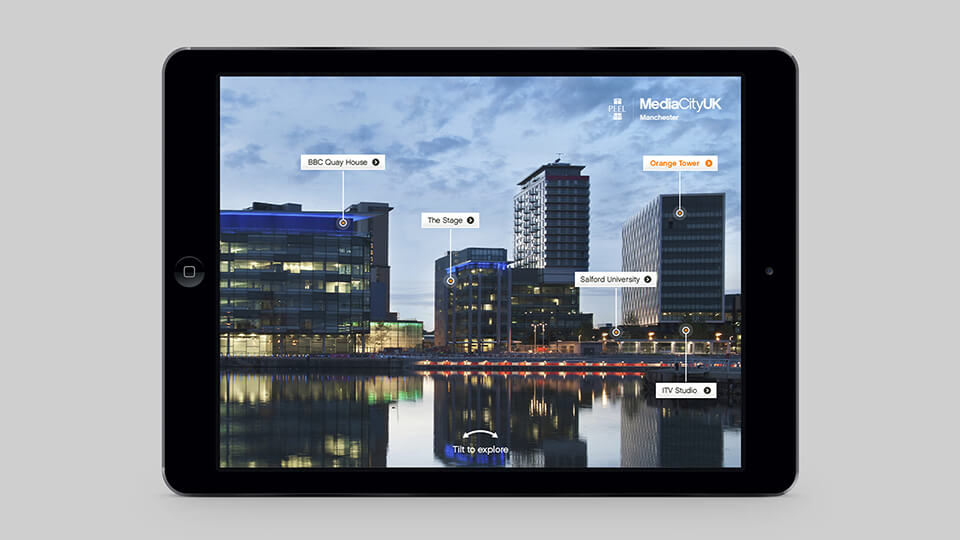 PEEL
MediaCityUK
Manchester
BBC Quay House
Orange Tower
The Stage
Salford University
ITV Studio
Tilt to explore